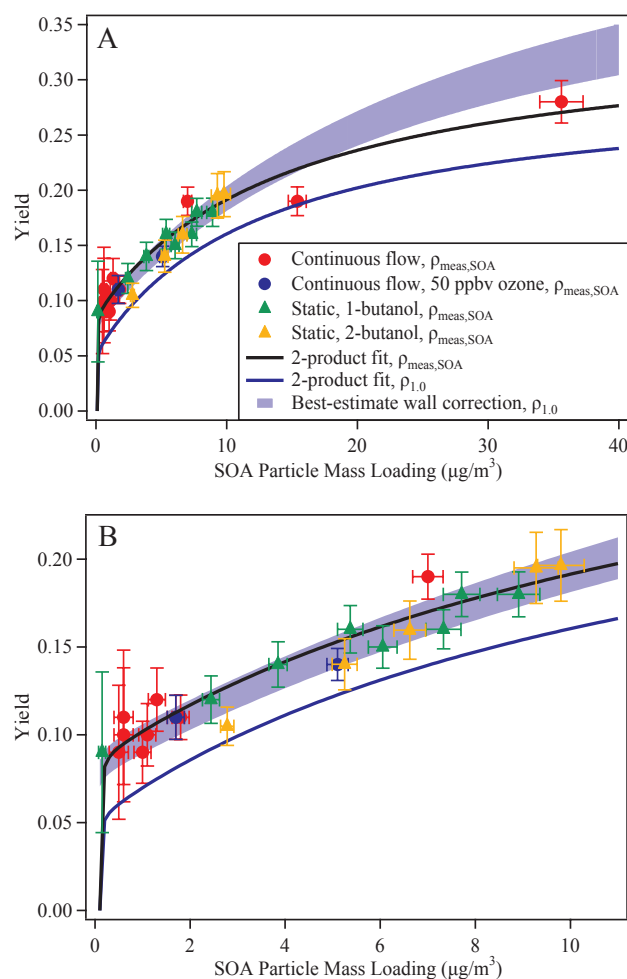 A
0.35
0.30
0.25
0.20
0.15
0.10
0.05
0.00
Yield
Continuous flow, ρmeas,SOA
Continuous flow, 50 ppbv ozone, ρmeas,SOA
Static, 1-butanol, ρmeas,SOA
Static, 2-butanol, ρmeas,SOA
2-product fit, ρmeas,SOA
2-product fit, ρ1.0
Best-estimate wall correction, ρ1.0
0 10 20 30 40
SOA Particle Mass Loading (μg/m³)
B
0.20
0.15
0.10
0.05
0.00
Yield
0 2 4 6 8 10
SOA Particle Mass Loading (μg/m³)